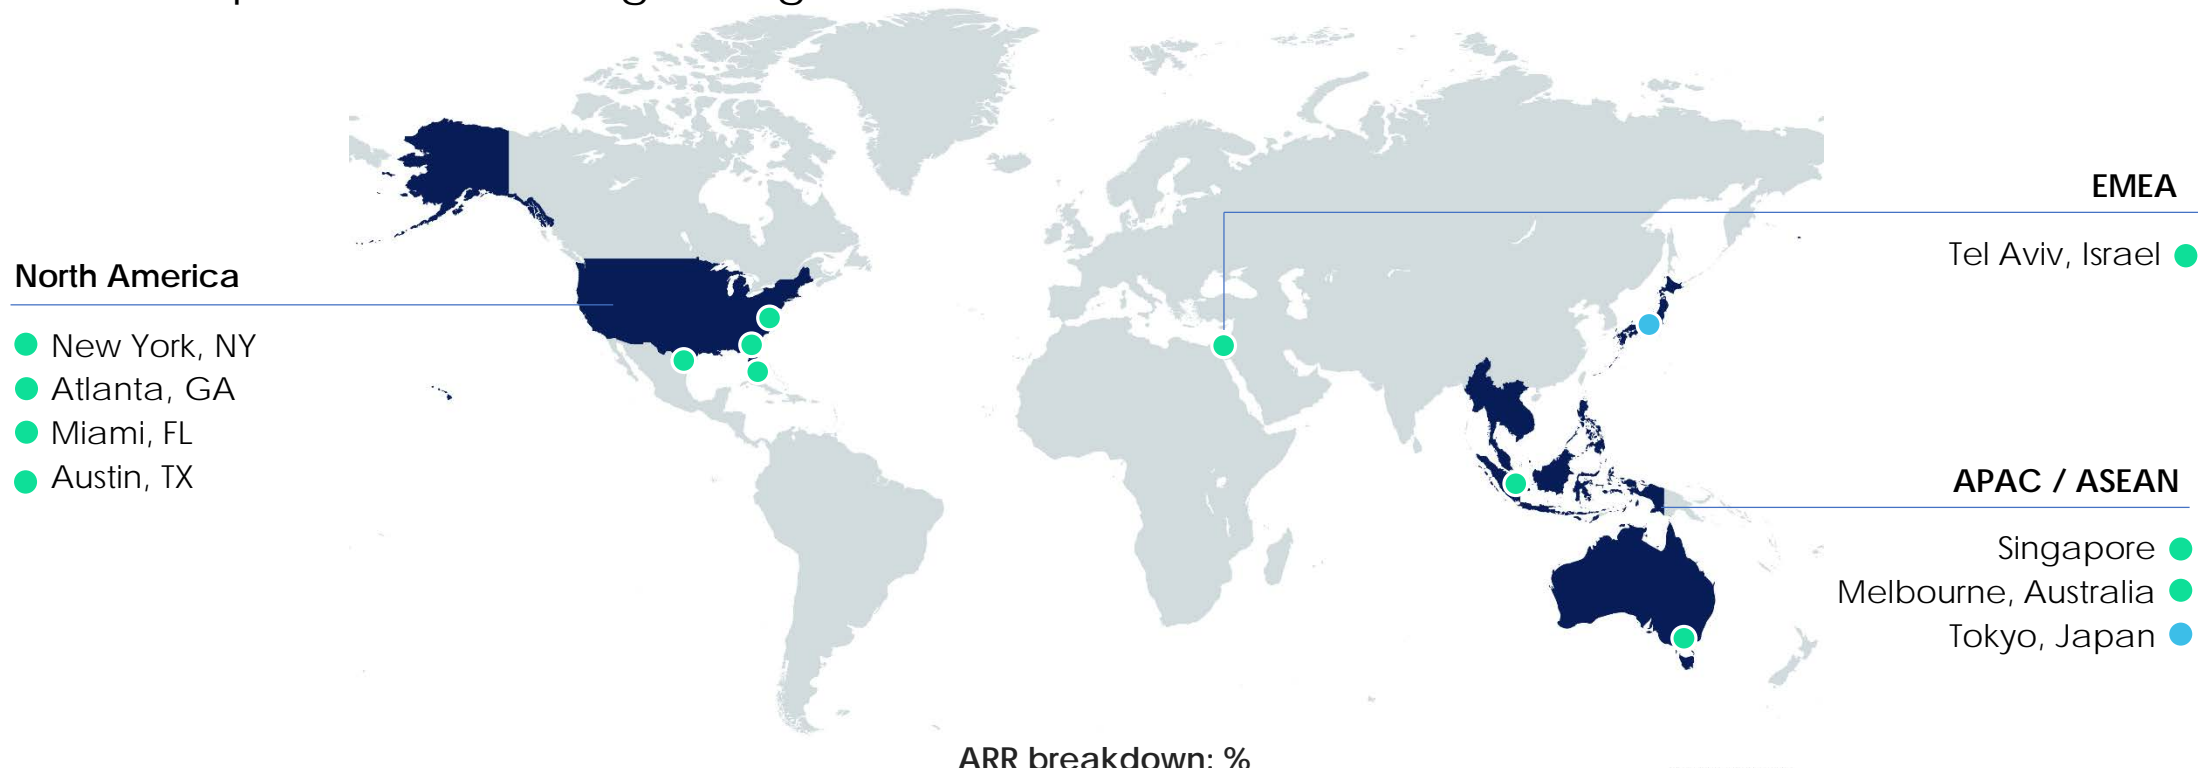 North America
New York, NY
Atlanta, GA
Miami, FL
Austin, TX
EMEA
Tel Aviv, Israel
APAC / ASEAN
Singapore
Melbourne, Australia
Tokyo, Japan
ARR breakdown: %